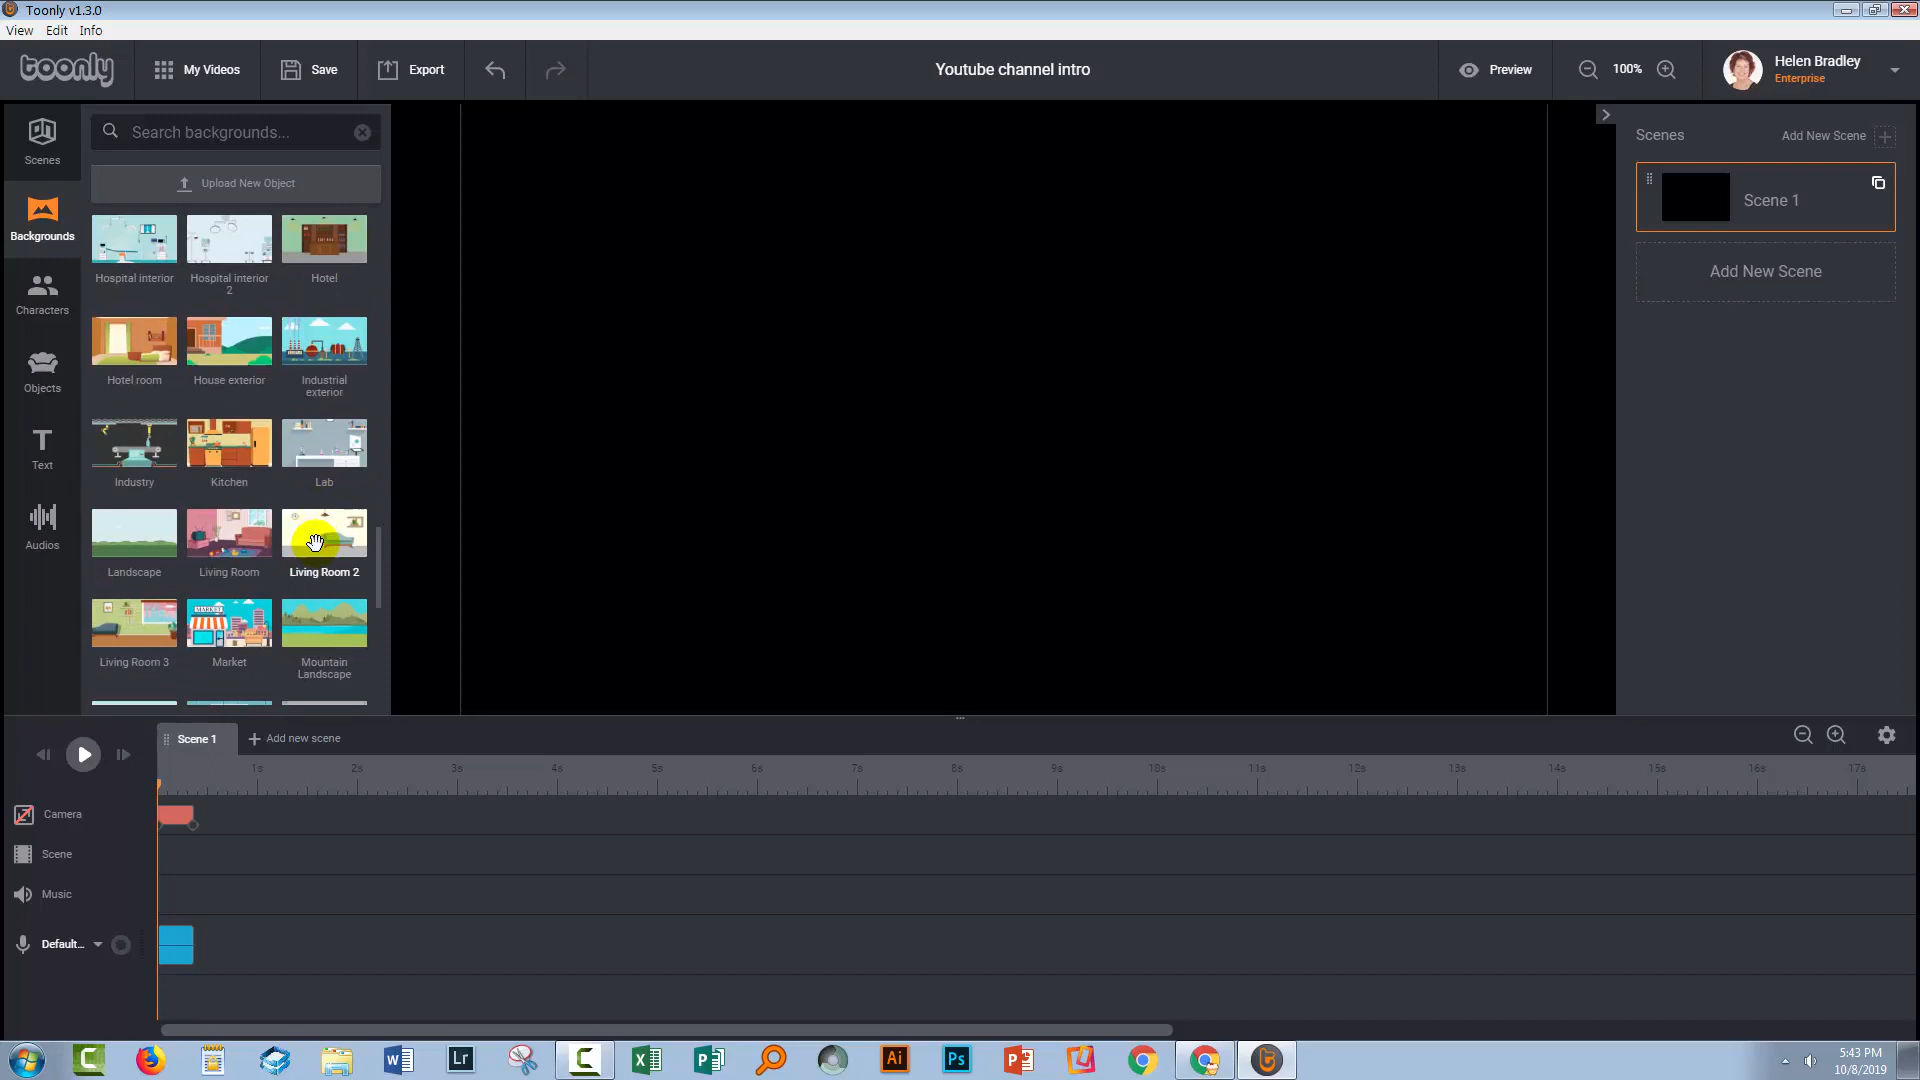 Toonly v1.3.0
View Edit Info
toonly
My Videos
Save
Export
Youtube channel intro
Preview
100%
Helen Bradley
Enterprise
Scenes
Backgrounds
Characters
Objects
Text
Audios
Search backgrounds...
Upload New Object
Hospital interior
Hospital interior 2
Hotel
Hotel room
House exterior
Industrial exterior
Industry
Kitchen
Lab
Landscape
Living Room
Living Room 2
MARKET
Living Room 3
Market
Mountain Landscape
Scenes
Add New Scene
Scene 1
Add New Scene
Scene 1
Add new scene
1s 2s 3s 4s 5s 6s 7s 8s 9s 10s 11s 12s 13s 14s 15s 16s 17s
Camera
Scene
Music
Default...
Lr
Ai
Ps
5:43 PM
10/8/2019